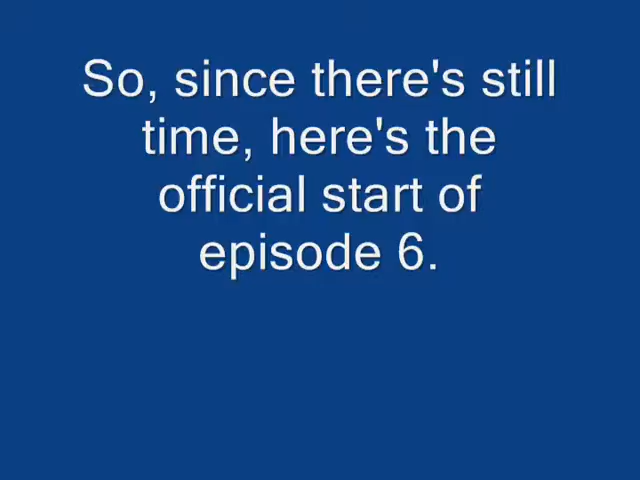 So, since there's still
time, here's the
official start of
episode 6.